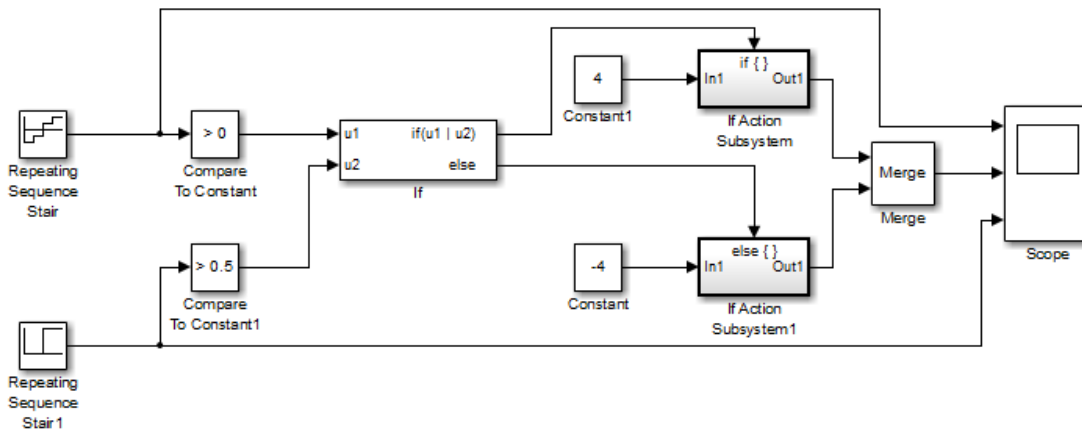 if { }
In1
Out1
4
Constant1
If Action
Subsystem
> 0
Repeating
Sequence
Stair
Compare
To Constant
u1
if(u1 | u2)
u2
else
If
Merge
Merge
Scope
> 0.5
Compare
To Constant1
-4
Constant
else { }
In1
Out1
If Action
Subsystem1
Repeating
Sequence
Stair1